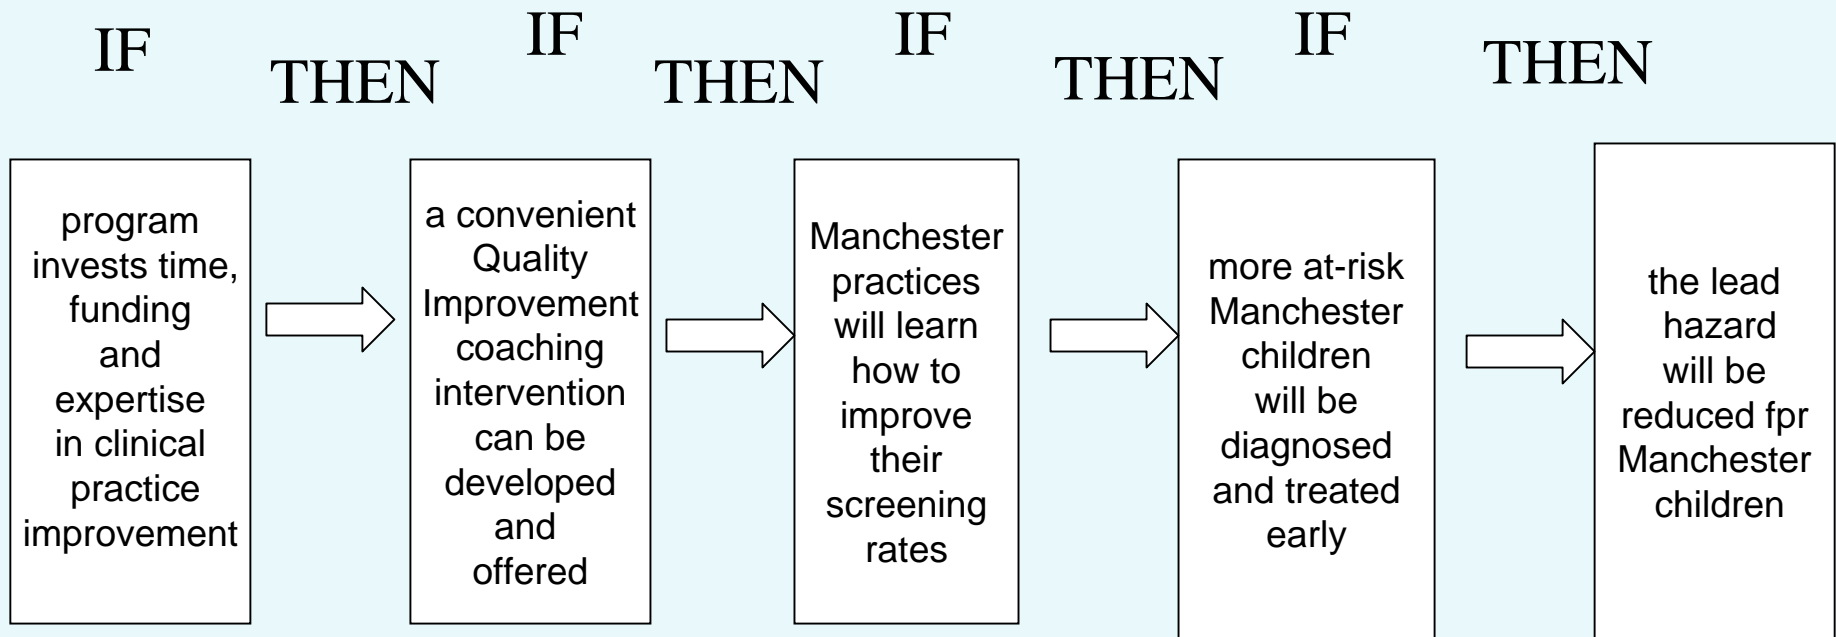 IF
THEN
IF
THEN
IF
THEN
IF
THEN
program
invests time,
funding
and
expertise
in clinical
practice
improvement
a convenient
Quality
Improvement
coaching
intervention
can be
developed
and
offered
Manchester
practices
will learn
how to
improve
their
screening
rates
more at-risk
Manchester
children
will be
diagnosed
and treated
early
the lead
hazard
will be
reduced fpr
Manchester
children